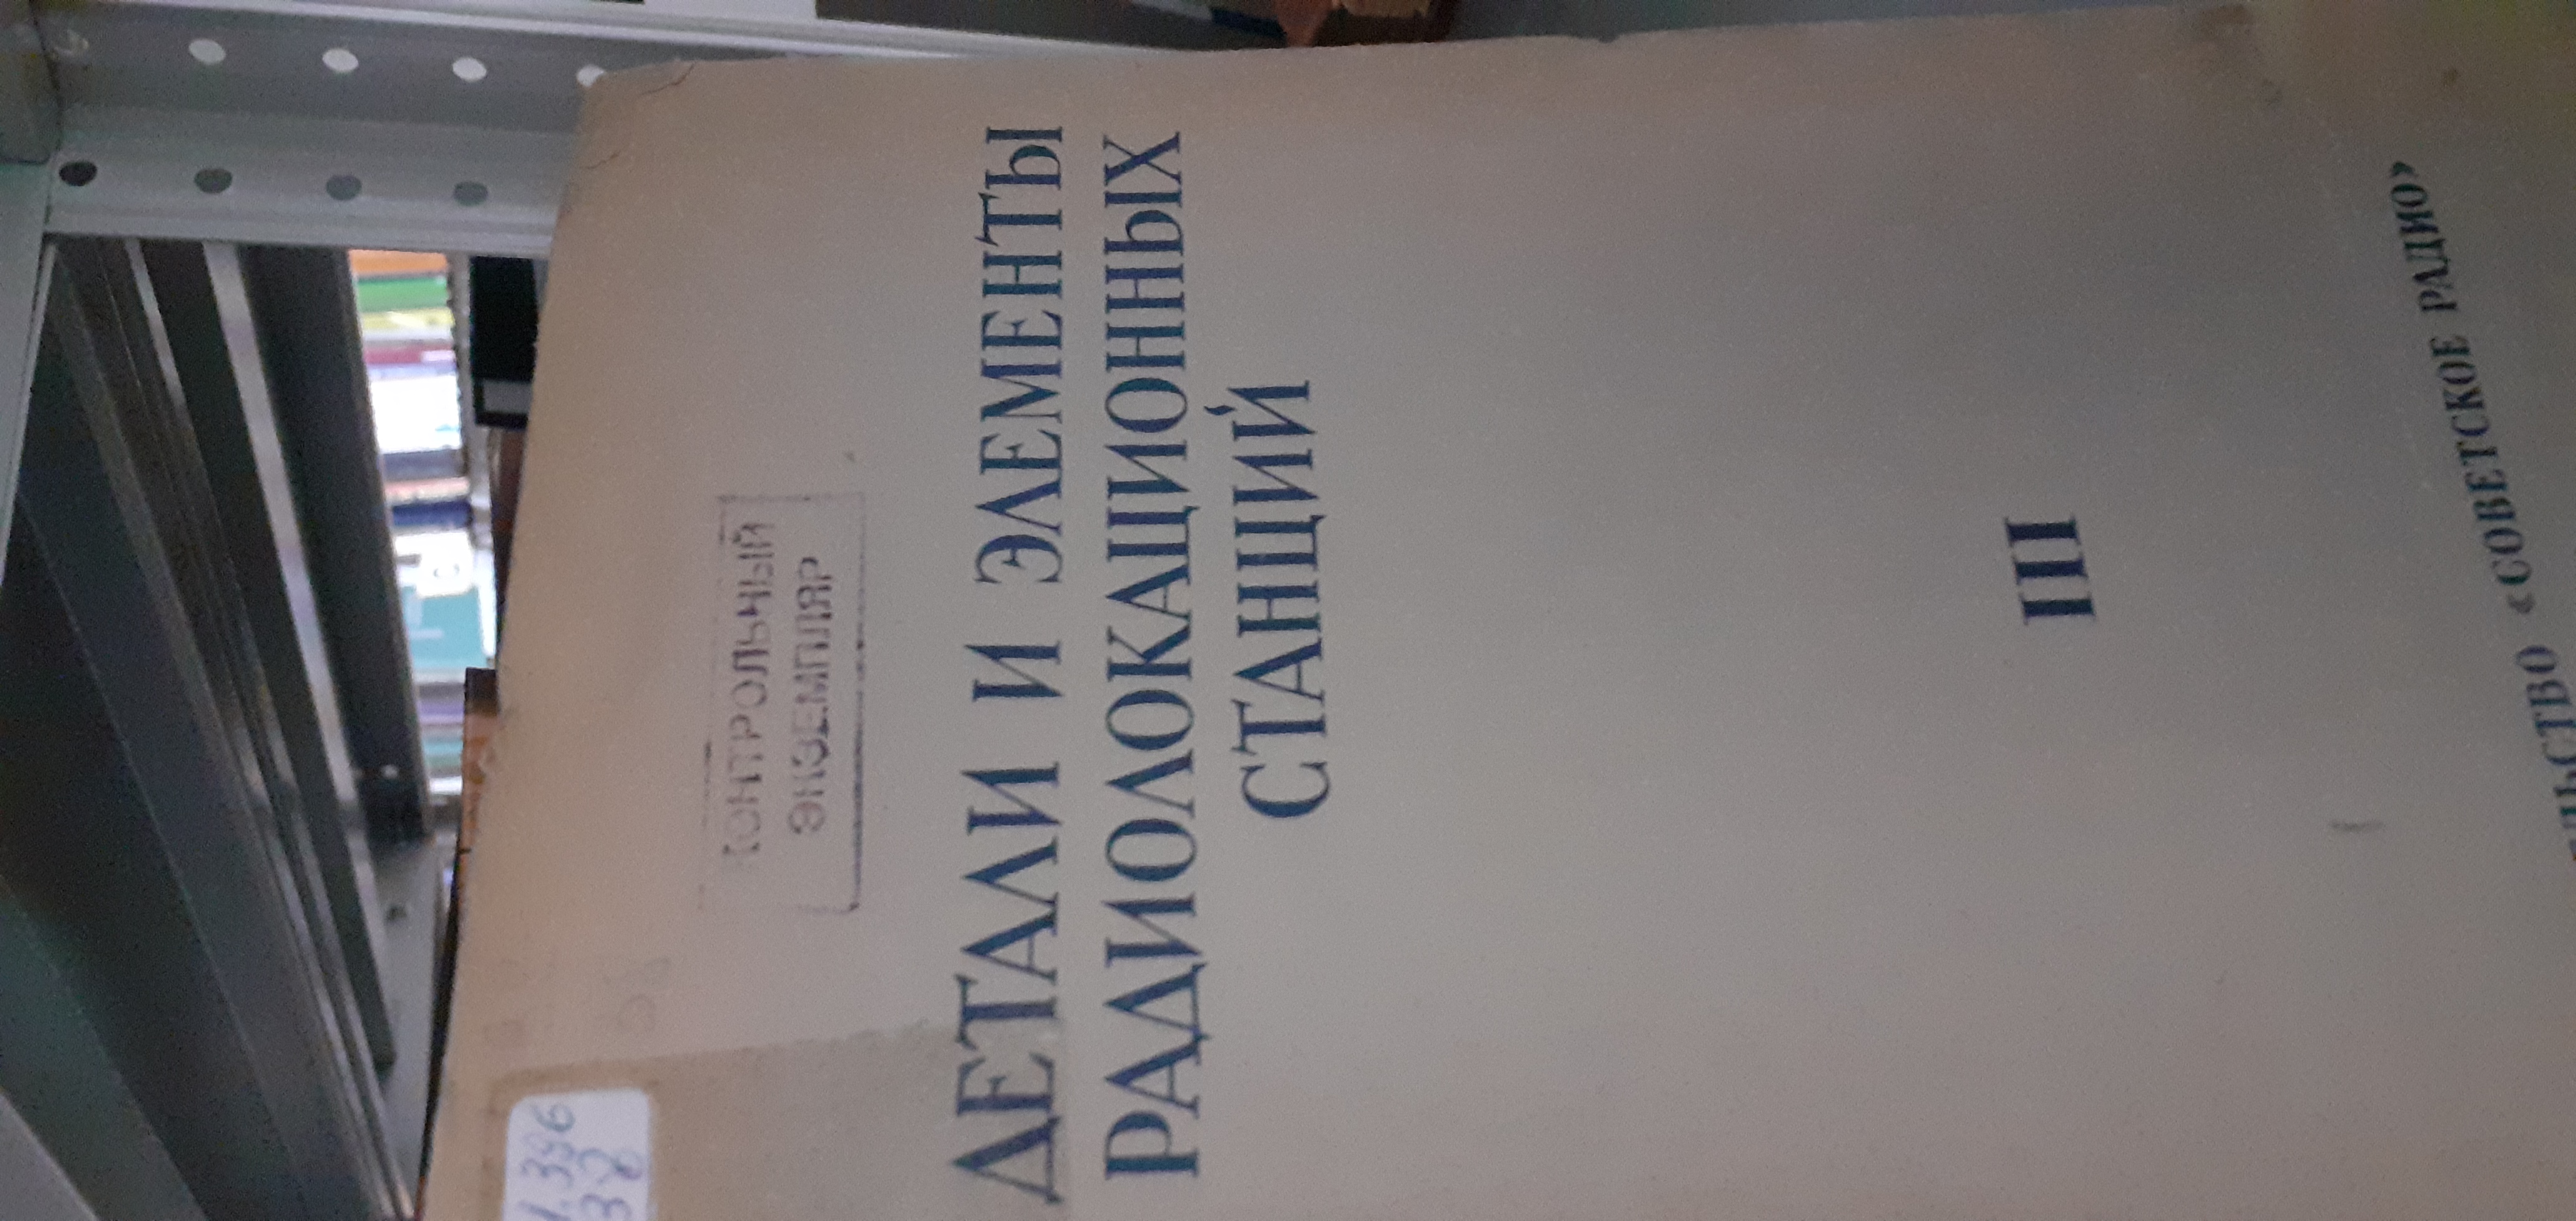 КОНТРОЛЬНЫЙ
ЭКЗЕМПЛЯР
ДЕТАЛИ И ЭЛЕМЕНТЫ
РАДИОЛОКАЦИОННЫХ
СТАНЦИЙ
III
«СОВЕТСКОЕ РАДИО»